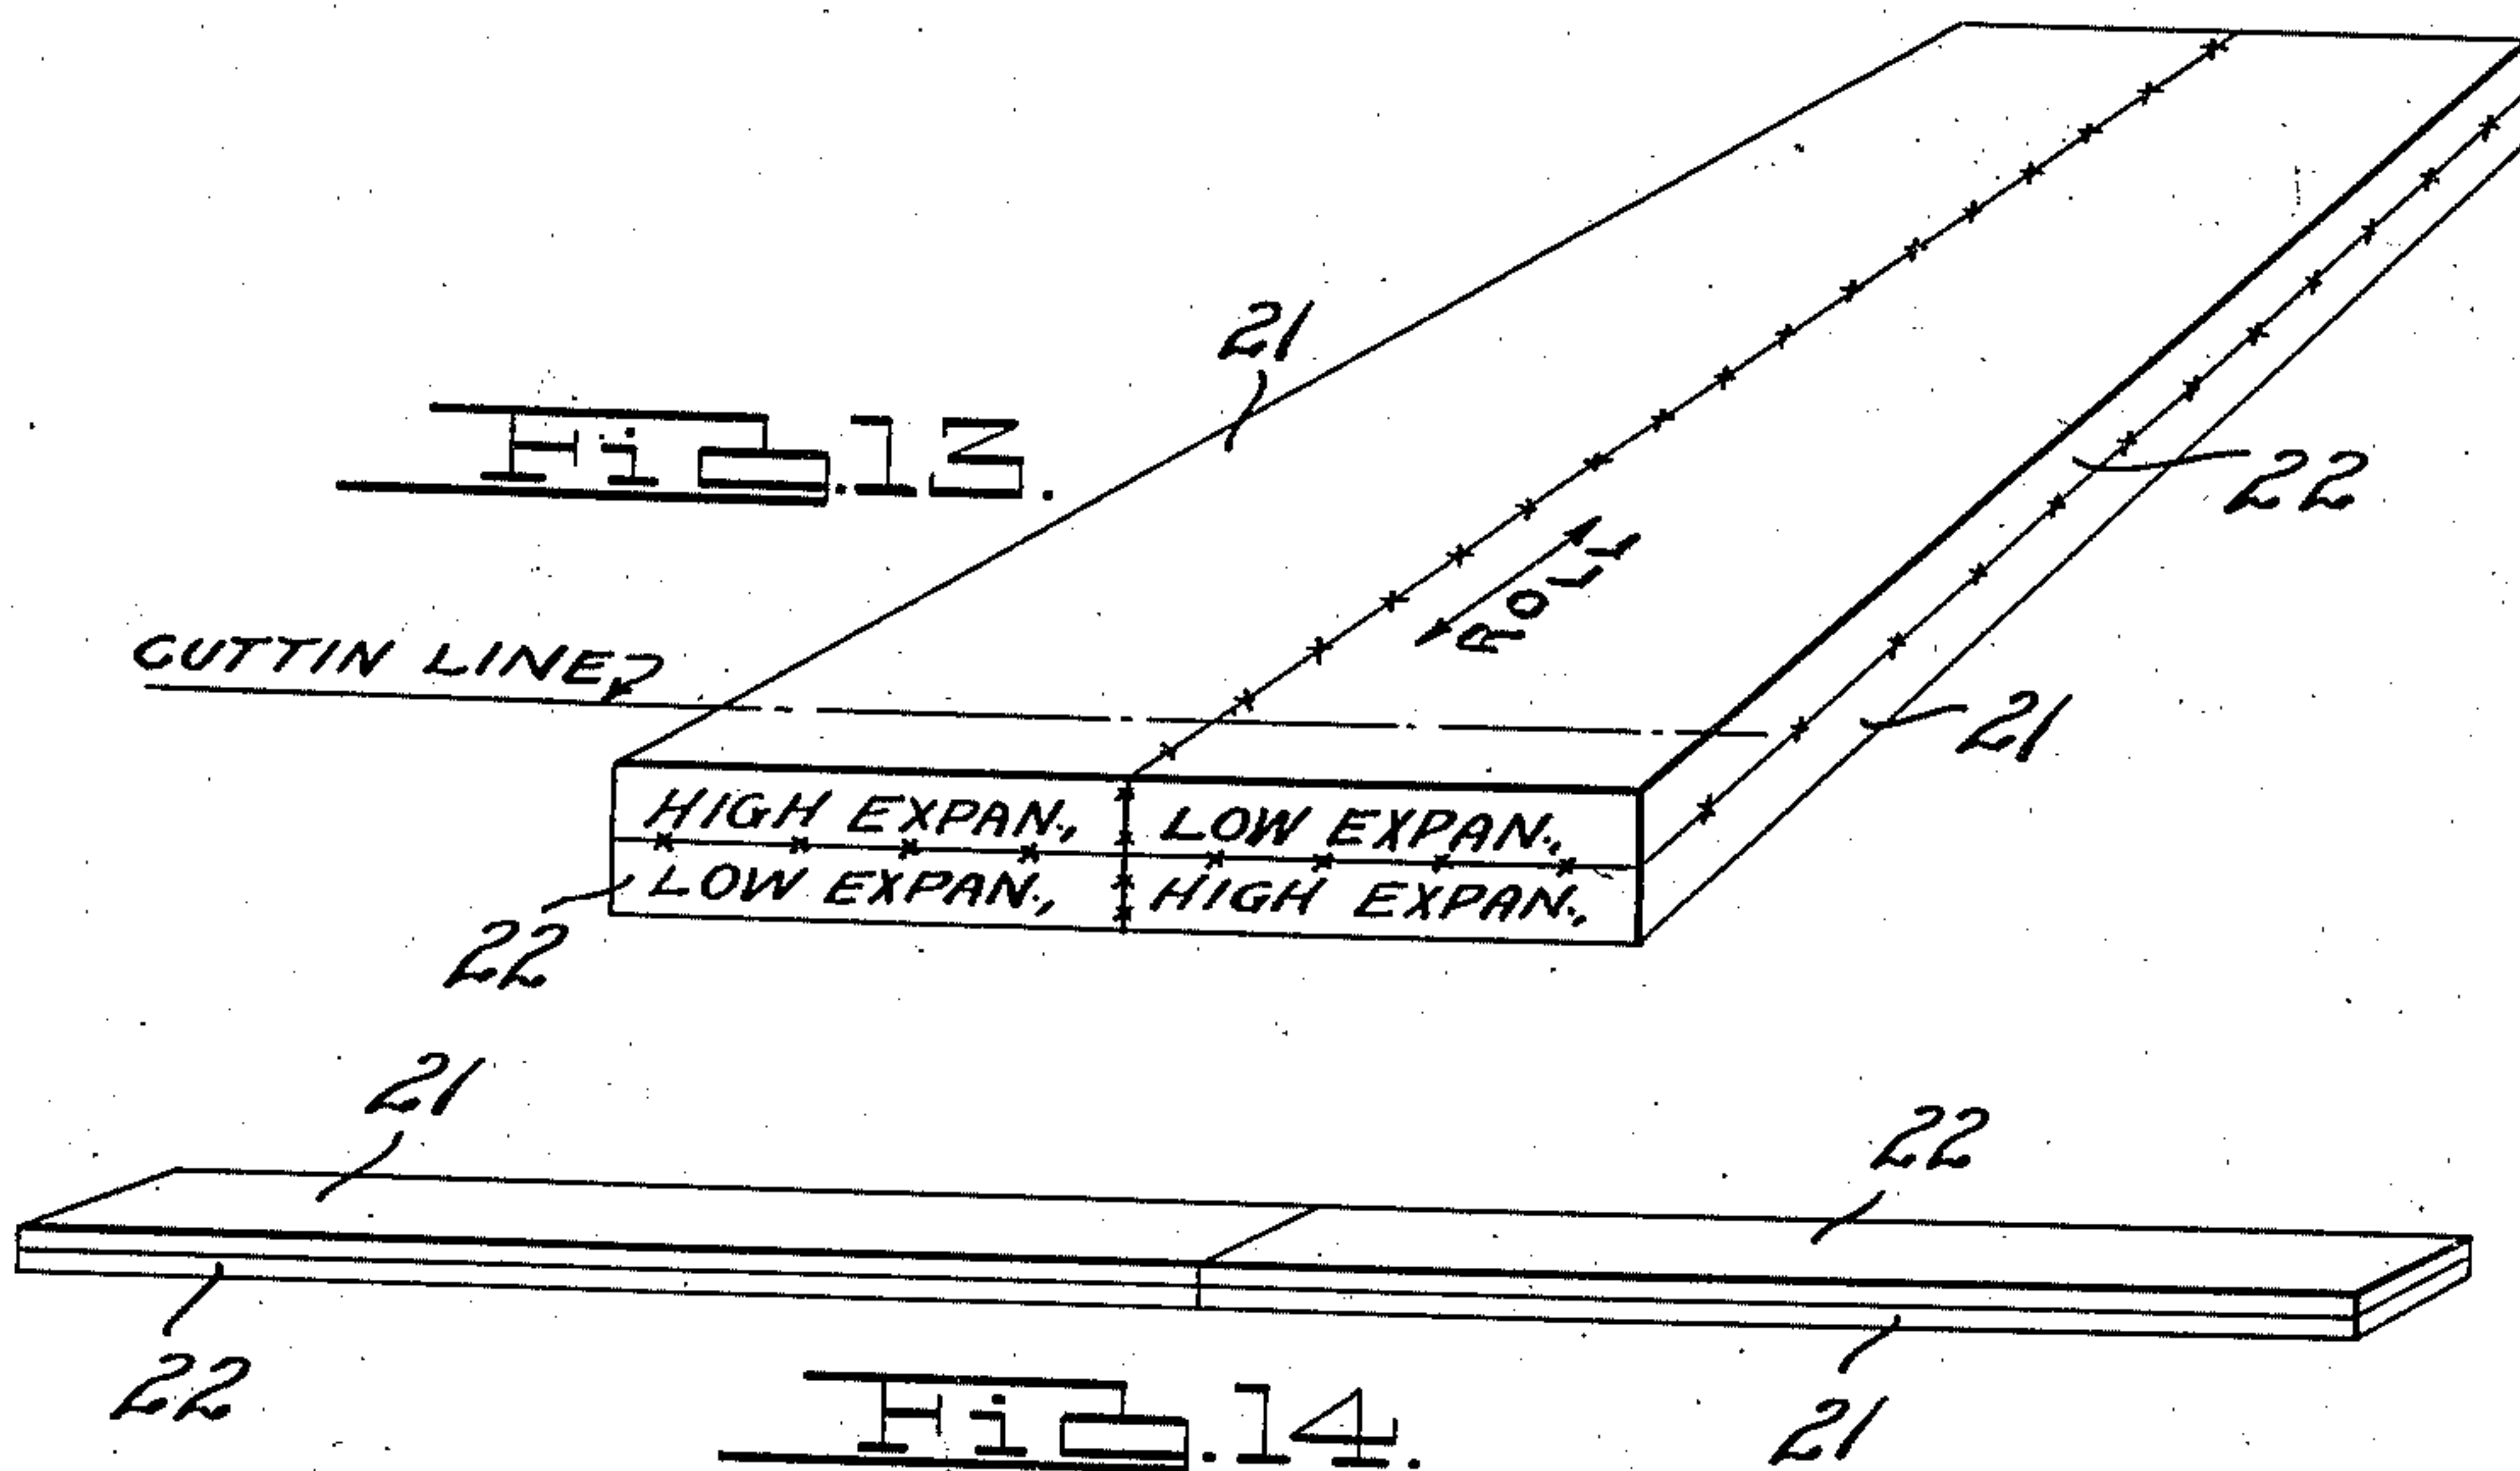 21
Fig.13.
22
ROLL
CUTTIN LINE
21
HIGH EXPAN.,
LOW EXPAN.,
LOW EXPAN.,
HIGH EXPAN.,
22
21
22
22
21
Fig.14.